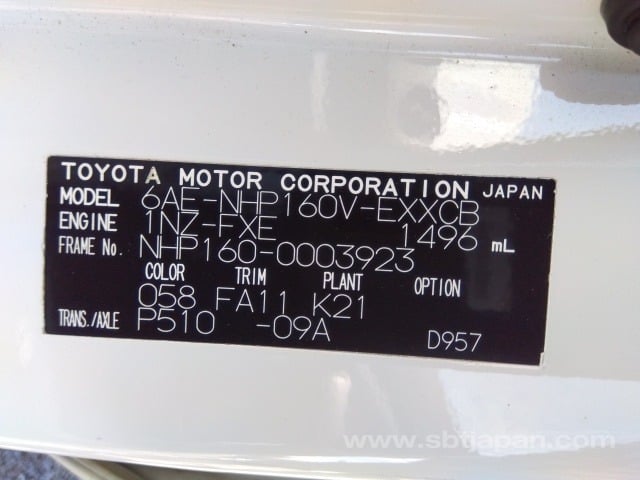 TOYOTA MOTOR CORPORATION JAPAN
MODEL 6AE-NHP160V-EXXCB
ENGINE 1NZ-FXE 1496 mL
FRAME No. NHP160-0003923
COLOR TRIM PLANT OPTION
058 FA11 K21
TRANS./AXLE P510 -09A D957
www.sbtjapan.com